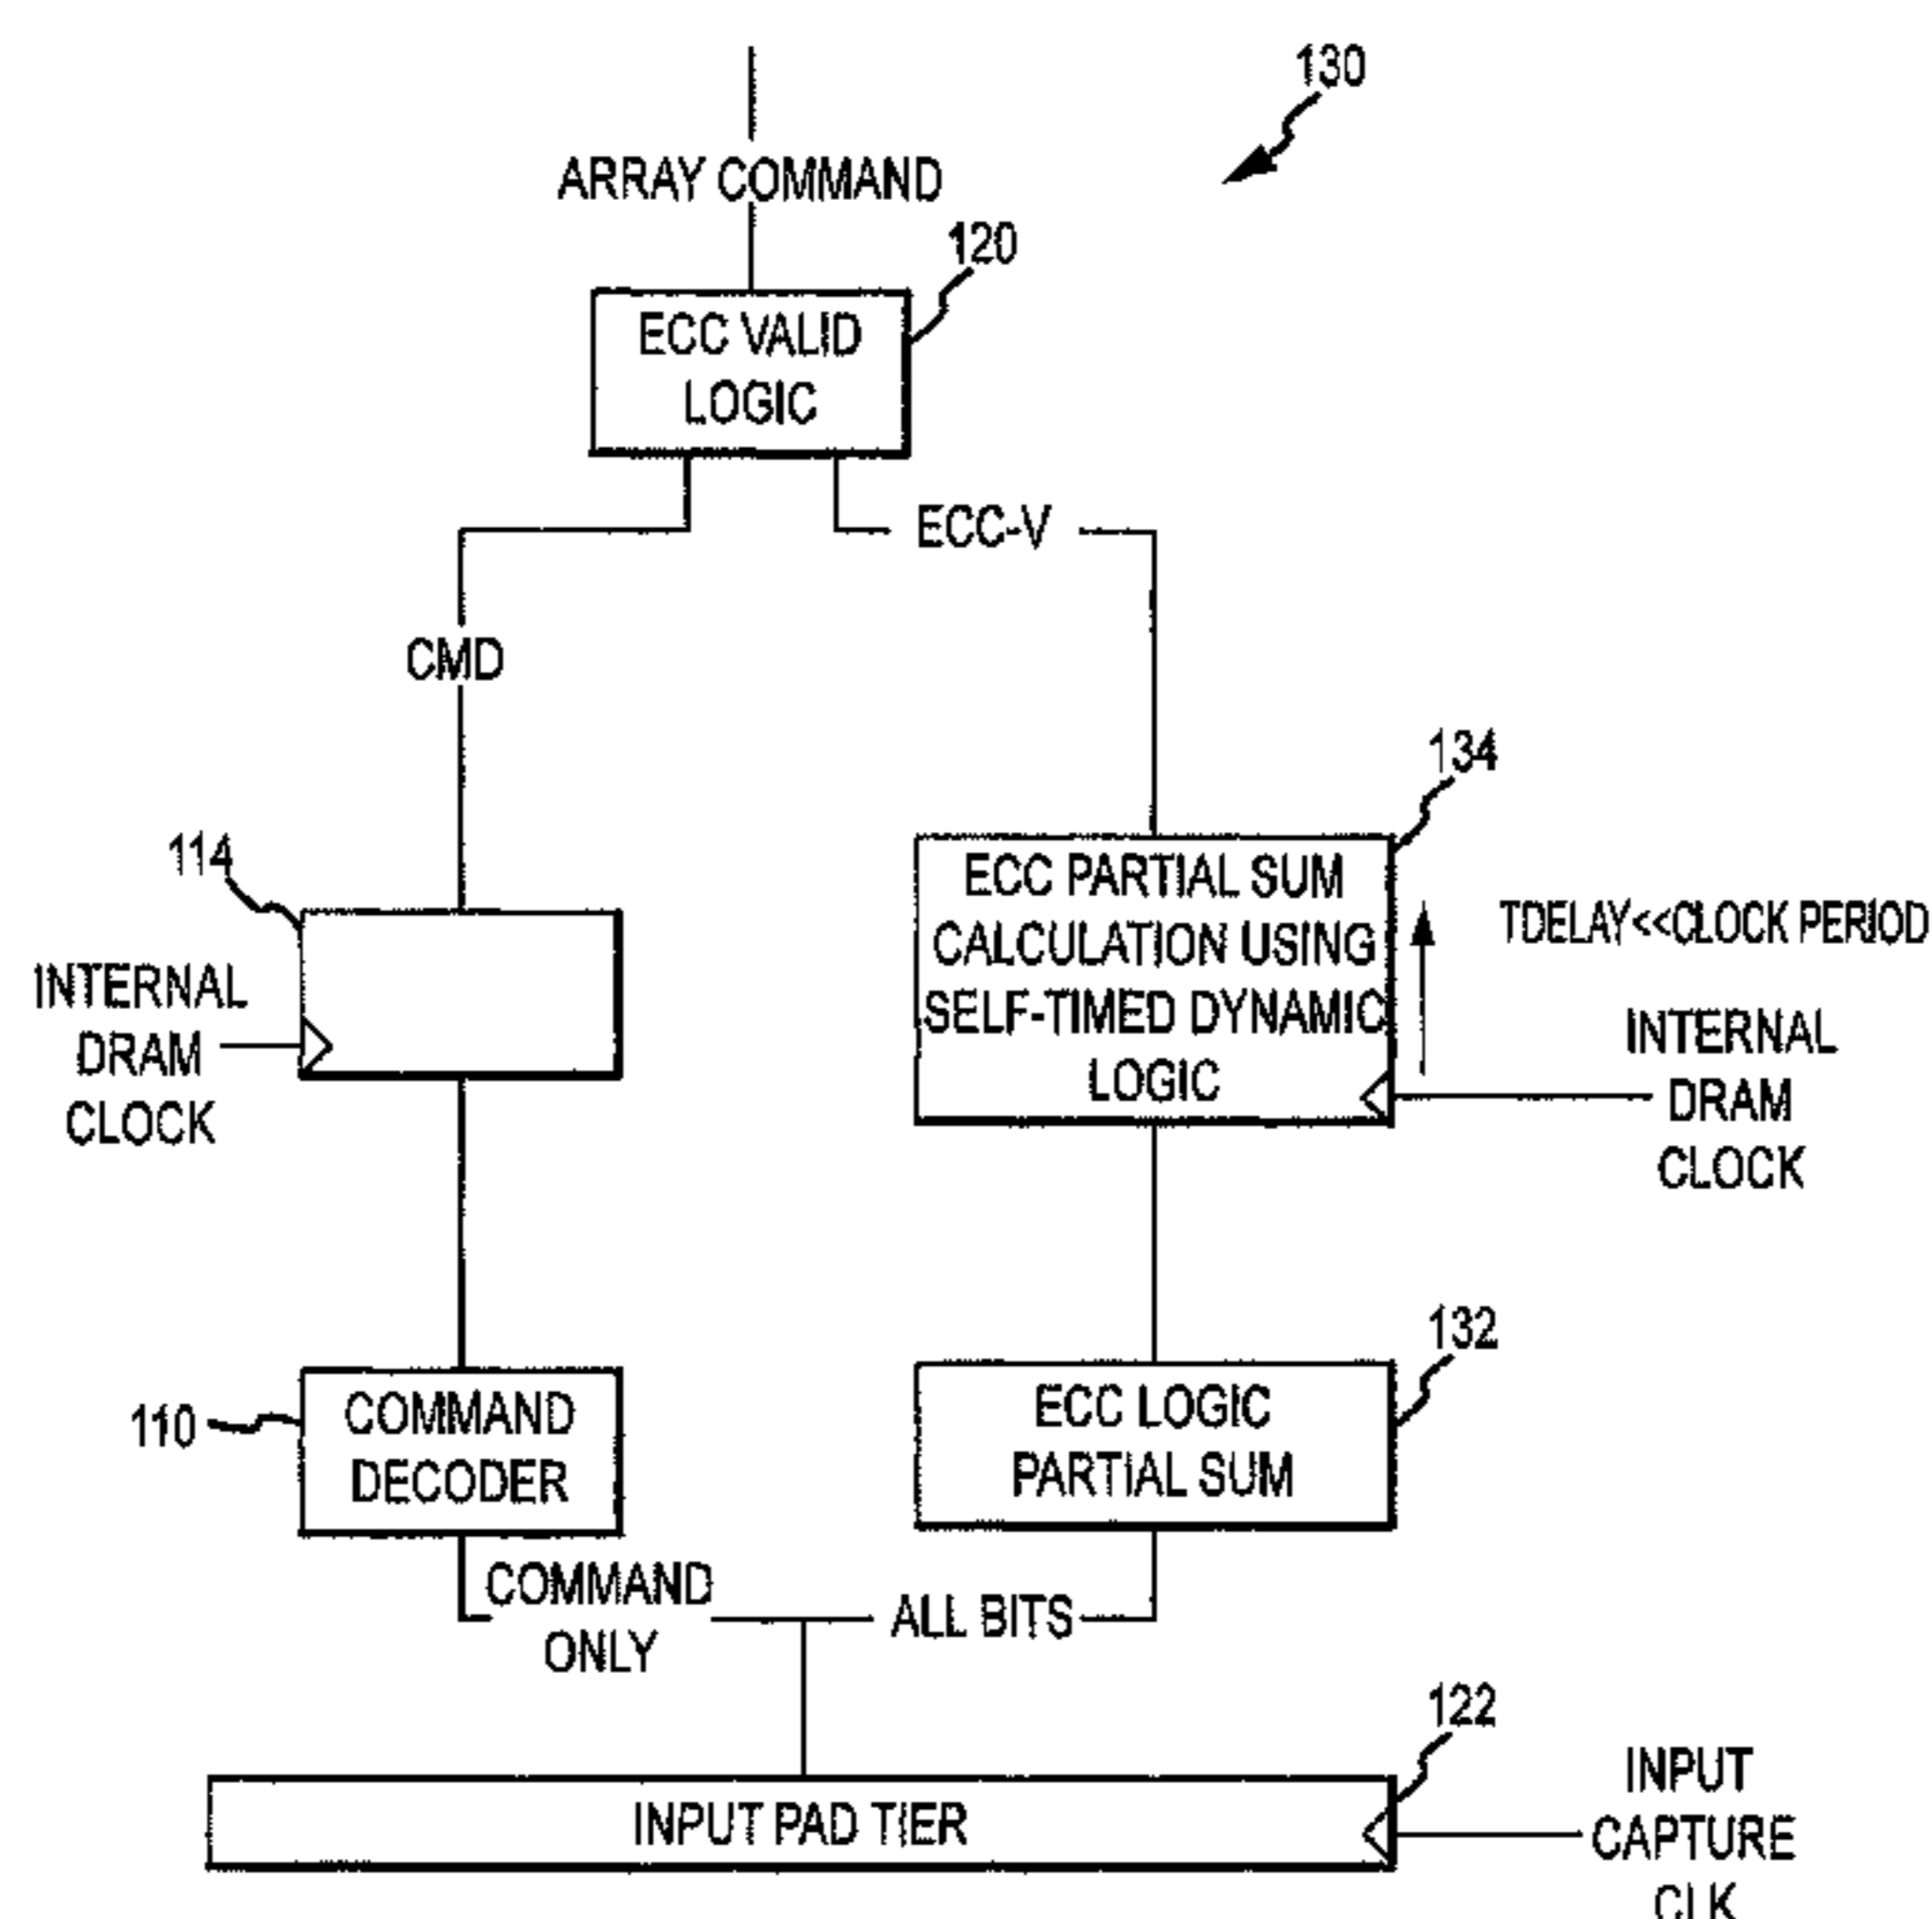 130
ARRAY COMMAND
120
ECC VALID
LOGIC
ECC-V
CMD
134
114
ECC PARTIAL SUM
CALCULATION USING
SELF-TIMED DYNAMIC
LOGIC
TDELAY<<CLOCK PERIOD
INTERNAL
DRAM
CLOCK
INTERNAL
DRAM
CLOCK
132
110
COMMAND
DECODER
ECC LOGIC
PARTIAL SUM
COMMAND
ONLY
ALL BITS
122
INPUT PAD TIER
INPUT
CAPTURE
CLK